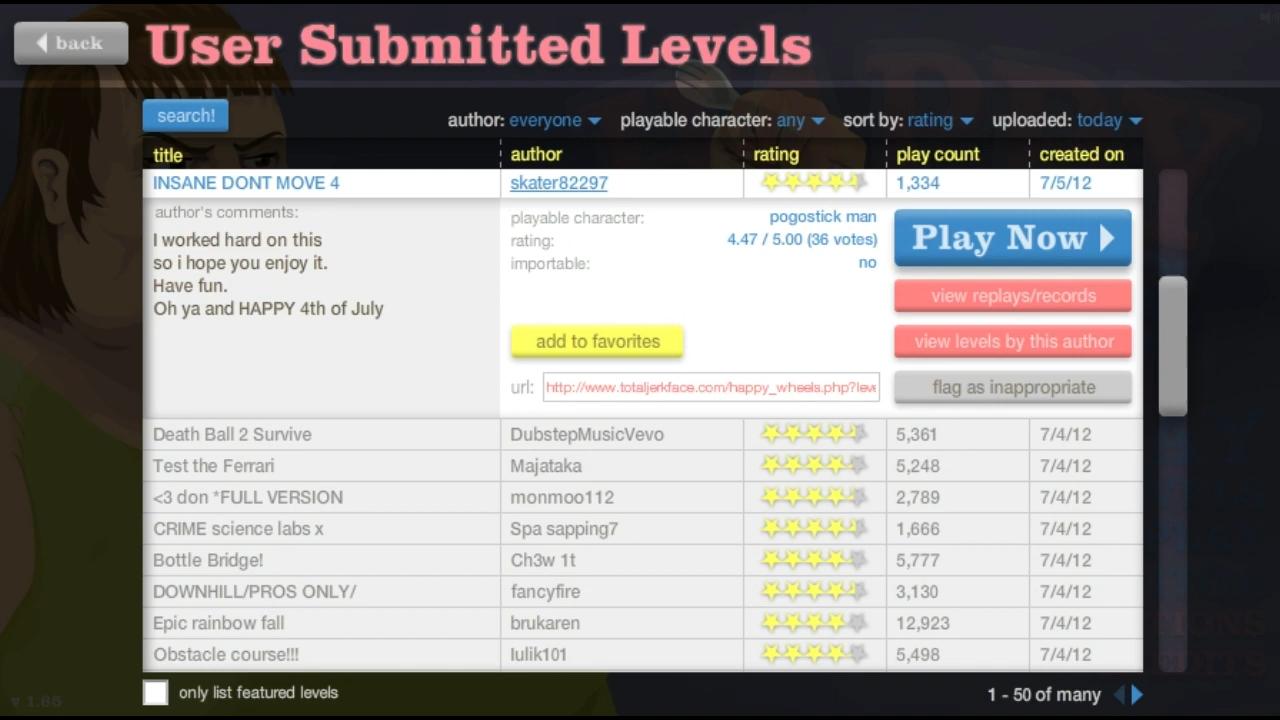 back
User Submitted Levels
search!
author: everyone playable character: any sort by: rating uploaded: today
title author rating play count created on
INSANE DONT MOVE 4 skater82297 1,334 7/5/12
author's comments:
I worked hard on this
so i hope you enjoy it.
Have fun.
Oh ya and HAPPY 4th of July
playable character: pogostick man
rating: 4.47 / 5.00 (36 votes)
importable: no
add to favorites
url: http://www.totaljerkface.com/happy_wheels.php?leve
Play Now
view replays/records
view levels by this author
flag as inappropriate
Death Ball 2 Survive DubstepMusicVevo 5,361 7/4/12
Test the Ferrari Majataka 5,248 7/4/12
<3 don *FULL VERSION monmoo112 2,789 7/4/12
CRIME science labs x Spa sapping7 1,666 7/4/12
Bottle Bridge! Ch3w 1t 5,777 7/4/12
DOWNHILL/PROS ONLY/ fancyfire 3,130 7/4/12
Epic rainbow fall brukaren 12,923 7/4/12
Obstacle course!!! lulik101 5,498 7/4/12
only list featured levels 1 - 50 of many
v 1.65